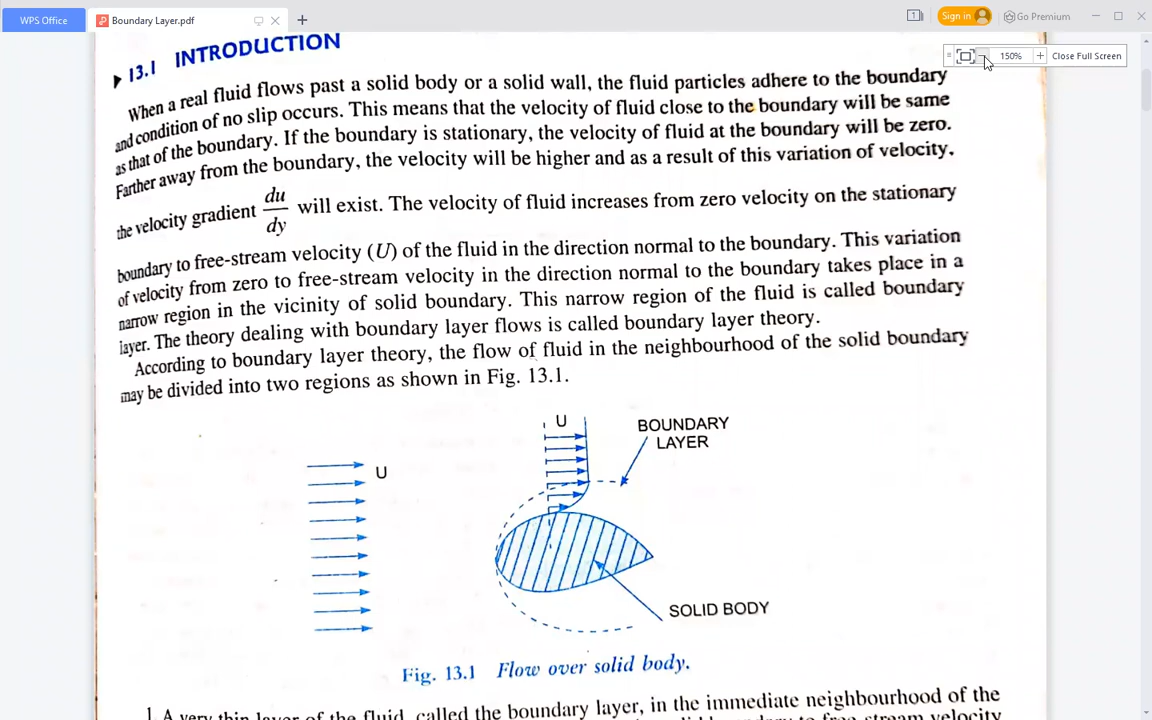 WPS Office
Boundary Layer.pdf
1
Sign in
Go Premium
150%
Close Full Screen
13.1 INTRODUCTION
When a real fluid flows past a solid body or a solid wall, the fluid particles adhere to the boundary
and condition of no slip occurs. This means that the velocity of fluid close to the boundary will be same
as that of the boundary. If the boundary is stationary, the velocity of fluid at the boundary will be zero.
Farther away from the boundary, the velocity will be higher and as a result of this variation of velocity,
the velocity gradient du/dy will exist. The velocity of fluid increases from zero velocity on the stationary
boundary to free-stream velocity (U) of the fluid in the direction normal to the boundary. This variation
of velocity from zero to free-stream velocity in the direction normal to the boundary takes place in a
narrow region in the vicinity of solid boundary. This narrow region of the fluid is called boundary
layer. The theory dealing with boundary layer flows is called boundary layer theory.
According to boundary layer theory, the flow of fluid in the neighbourhood of the solid boundary
may be divided into two regions as shown in Fig. 13.1.
U
BOUNDARY
LAYER
U
SOLID BODY
Fig. 13.1 Flow over solid body.
1. A very thin layer of the fluid, called the boundary layer, in the immediate neighbourhood of the
free-stream velocity